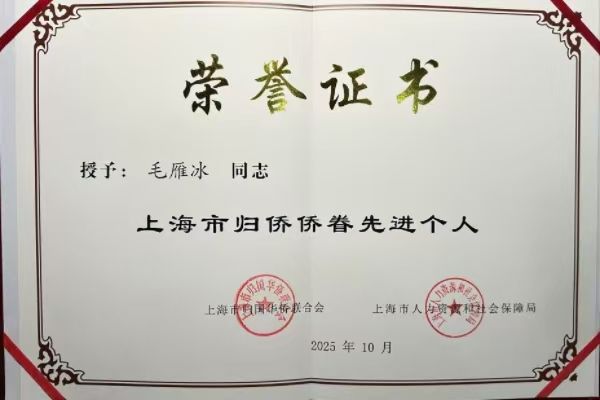 荣誉证书
授予： 毛雁冰 同志
上海市归侨侨眷先进个人
上海市归国华侨联合会 上海市人力资源和社会保障局
2025 年 10 月